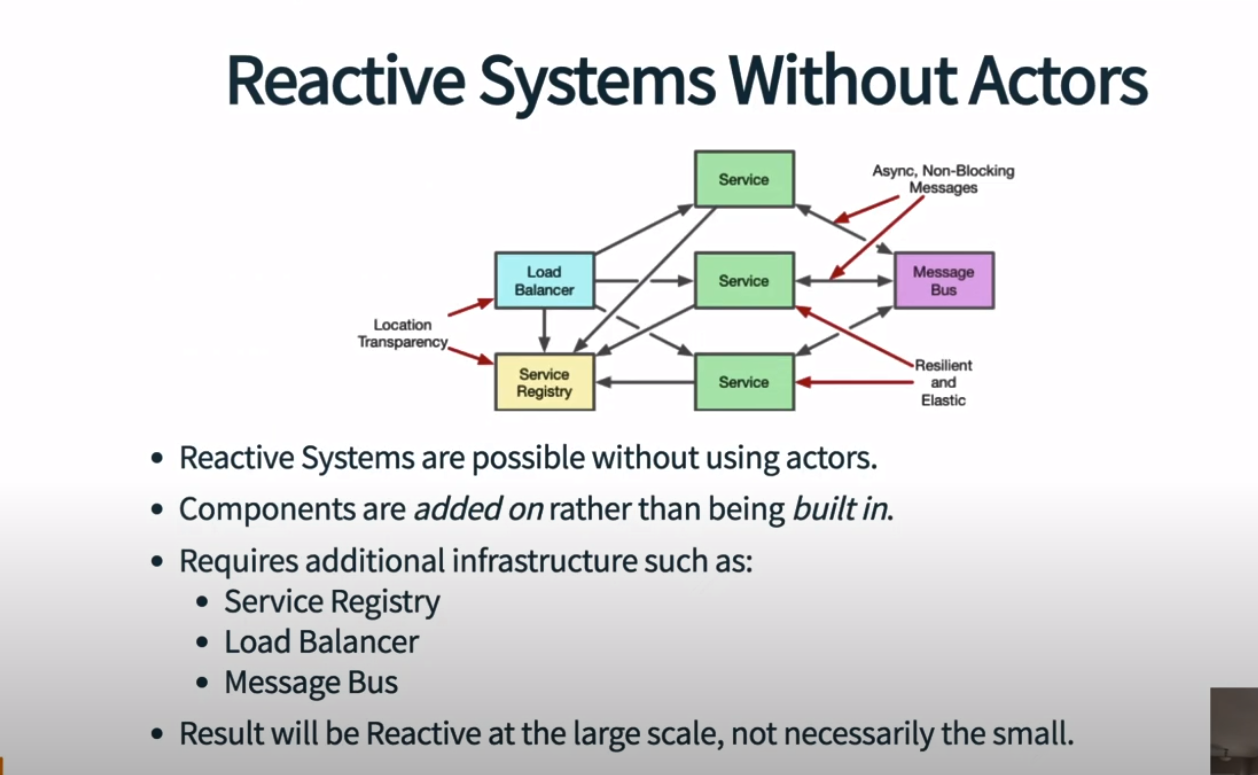 Reactive Systems Without Actors
Service
Async, Non-Blocking
Messages
Load
Balancer
Service
Message
Bus
Location
Transparency
Service
Registry
Service
Resilient
and
Elastic
• Reactive Systems are possible without using actors.
• Components are added on rather than being built in.
• Requires additional infrastructure such as:
• Service Registry
• Load Balancer
• Message Bus
• Result will be Reactive at the large scale, not necessarily the small.